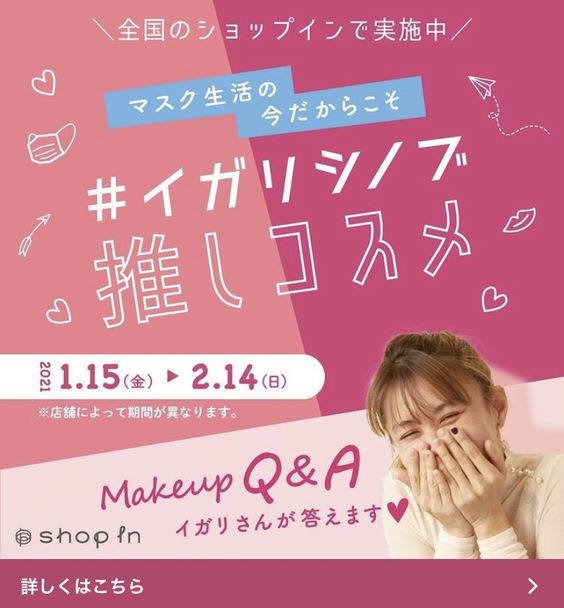 ＼全国のショップインで実施中／
マスク生活の
今だからこそ
#イガリシノブ
推しコスメ
2021 1.15(金)▶2.14(日)
※店舗によって期間が異なります。
Makeup Q&A
イガリさんが答えます♥
shop in
詳しくはこちら